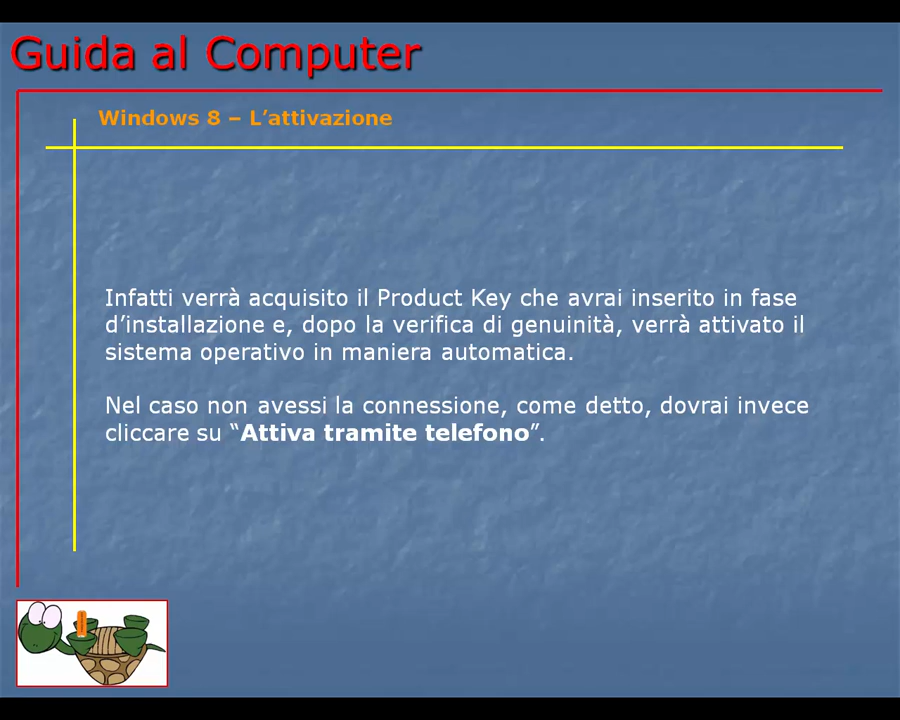 Guida al Computer
Windows 8 – L’attivazione
Infatti verrà acquisito il Product Key che avrai inserito in fase
d’installazione e, dopo la verifica di genuinità, verrà attivato il
sistema operativo in maniera automatica.
Nel caso non avessi la connessione, come detto, dovrai invece
cliccare su “Attiva tramite telefono”.